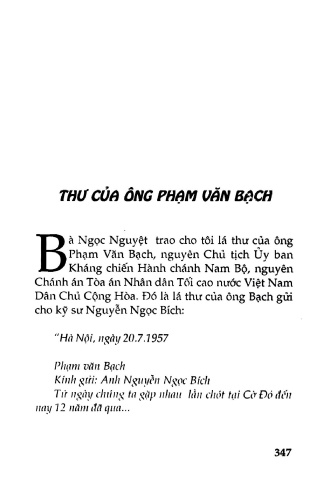 THƯ CỦA ÔNG PHẠM VĂN BẠCH
Bà Ngọc Nguyệt trao cho tôi lá thư của ông
Phạm Văn Bạch, nguyên Chủ tịch Ủy ban
Kháng chiến Hành chánh Nam Bộ, nguyên
Chánh án Tòa án Nhân dân Tối cao nước Việt Nam
Dân Chủ Cộng Hòa. Đó là lá thư của ông Bạch gửi
cho kỹ sư Nguyễn Ngọc Bích:
"Hà Nội, ngày 20.7.1957
Phạm văn Bạch
Kính gửi: Anh Nguyễn Ngọc Bích
Từ ngày chúng ta gặp nhau lần chót tại Cờ Đỏ đến
nay 12 năm đã qua...
347